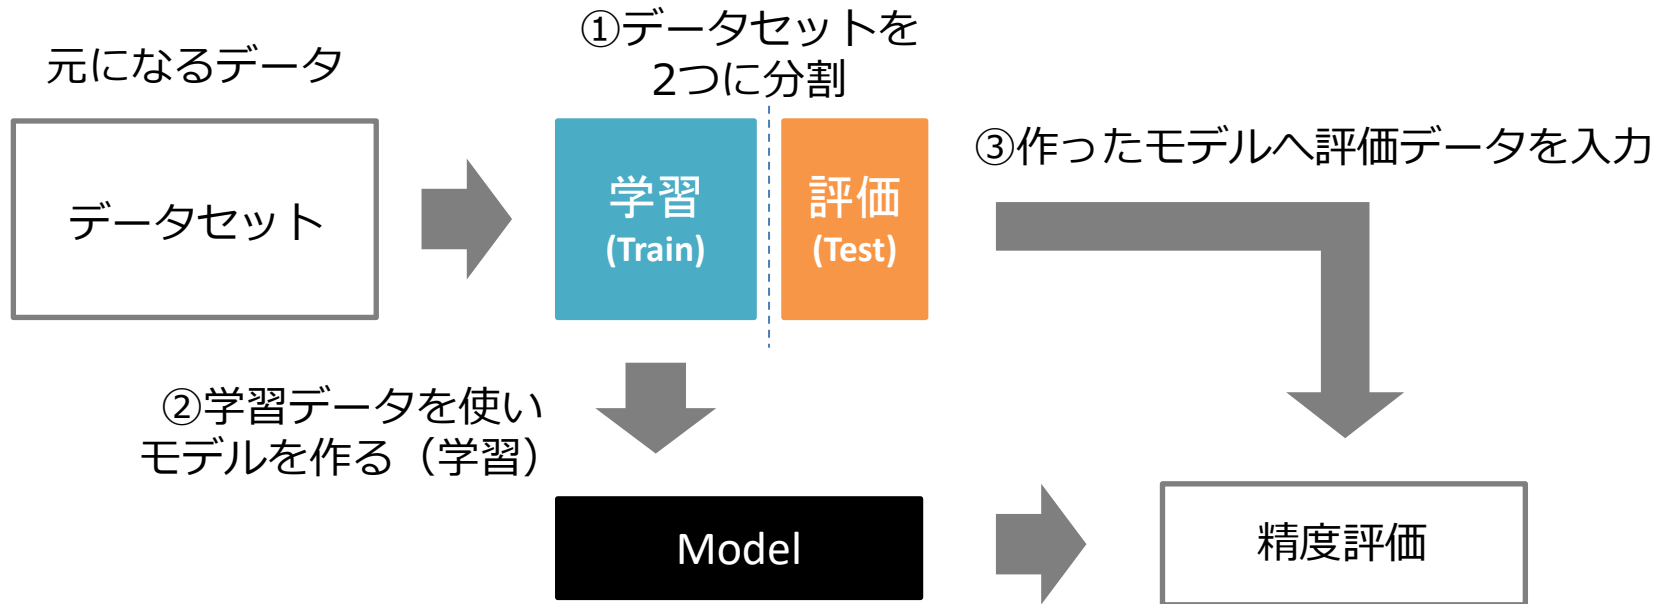 元になるデータ
データセット
①データセットを
2つに分割
学習
(Train)
評価
(Test)
③作ったモデルへ評価データを入力
②学習データを使い
モデルを作る（学習）
Model
精度評価